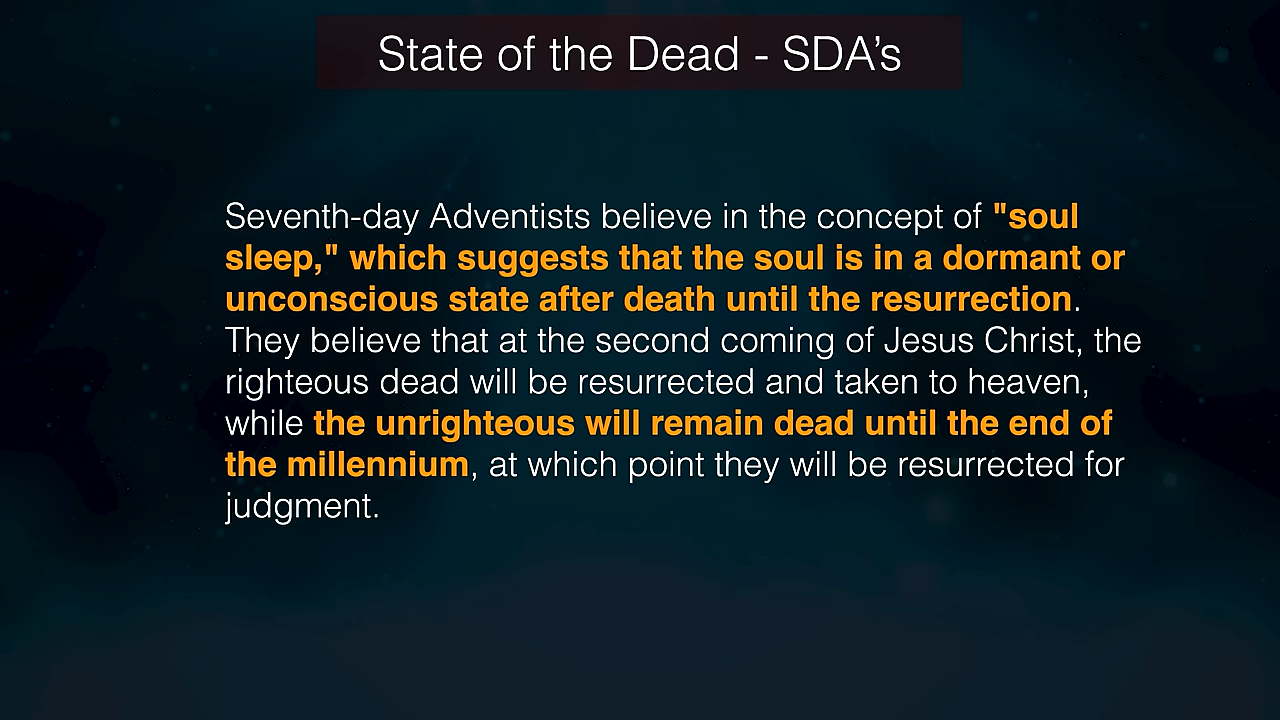 State of the Dead - SDA’s
Seventh-day Adventists believe in the concept of "soul
sleep," which suggests that the soul is in a dormant or
unconscious state after death until the resurrection.
They believe that at the second coming of Jesus Christ, the
righteous dead will be resurrected and taken to heaven,
while the unrighteous will remain dead until the end of
the millennium, at which point they will be resurrected for
judgment.